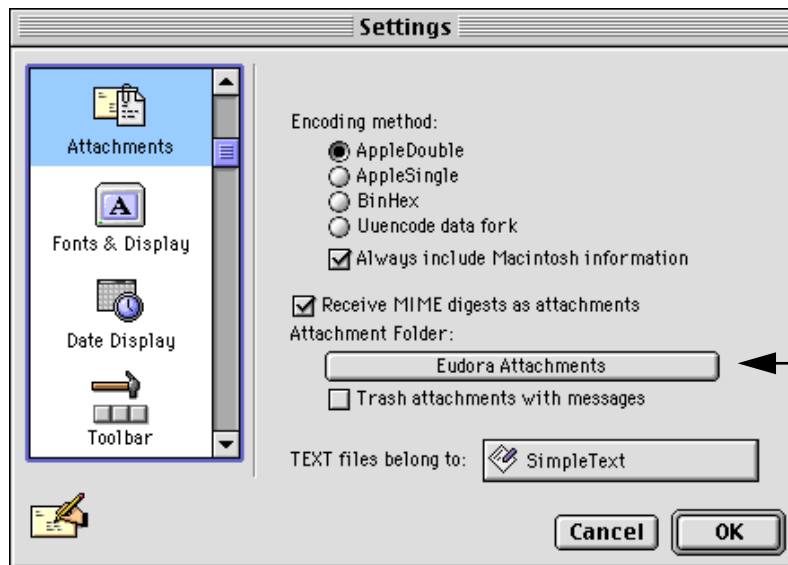 Settings
Attachments
Fonts & Display
Date Display
Toolbar
Encoding method:
AppleDouble
AppleSingle
BinHex
Uuencode data fork
Always include Macintosh information
Receive MIME digests as attachments
Attachment Folder:
Eudora Attachments
Trash attachments with messages
TEXT files belong to: SimpleText
Cancel OK